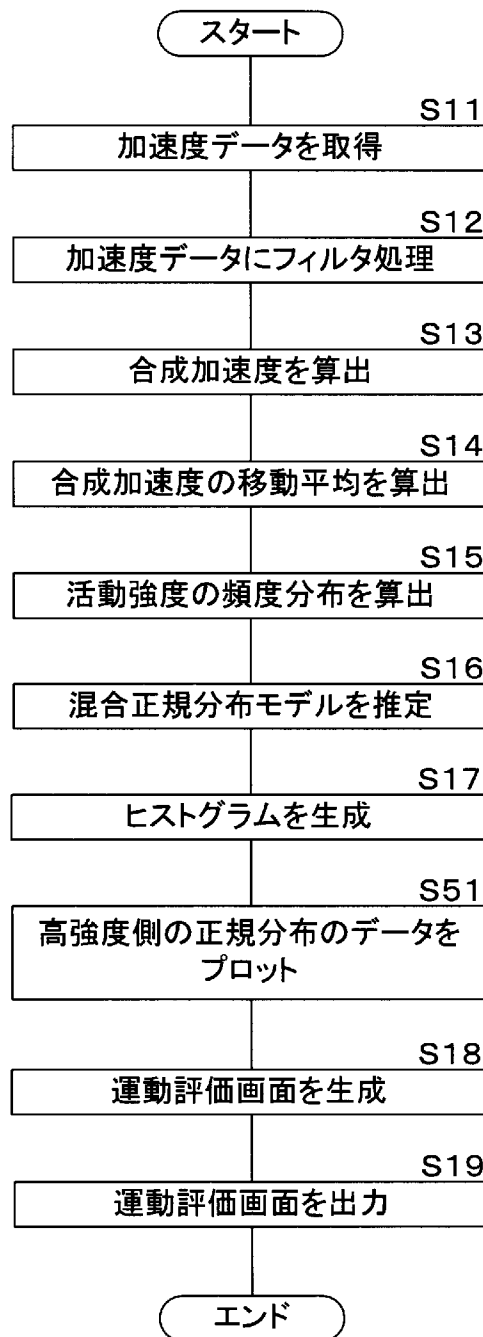 スタート
S11
加速度データを取得
S12
加速度データにフィルタ処理
S13
合成加速度を算出
S14
合成加速度の移動平均を算出
S15
活動強度の頻度分布を算出
S16
混合正規分布モデルを推定
S17
ヒストグラムを生成
S51
高強度側の正規分布のデータを
プロット
S18
運動評価画面を生成
S19
運動評価画面を出力
エンド